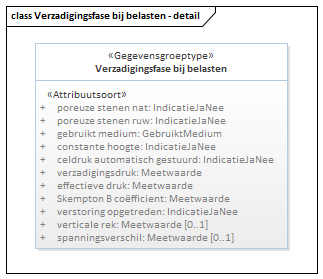 class Verzadigingsfase bij belasten - detail
«Gegevensgroeptype»
Verzadigingsfase bij belasten
«Attribuutsoort»
+ poreuze stenen nat: IndicatieJaNee
+ poreuze stenen ruw: IndicatieJaNee
+ gebruikt medium: GebruiktMedium
+ constante hoogte: IndicatieJaNee
+ celdruk automatisch gestuurd: IndicatieJaNee
+ verzadigingsdruk: Meetwaarde
+ effectieve druk: Meetwaarde
+ Skempton B coëfficient: Meetwaarde
+ verstoring opgetreden: IndicatieJaNee
+ verticale rek: Meetwaarde [0..1]
+ spanningsverschil: Meetwaarde [0..1]